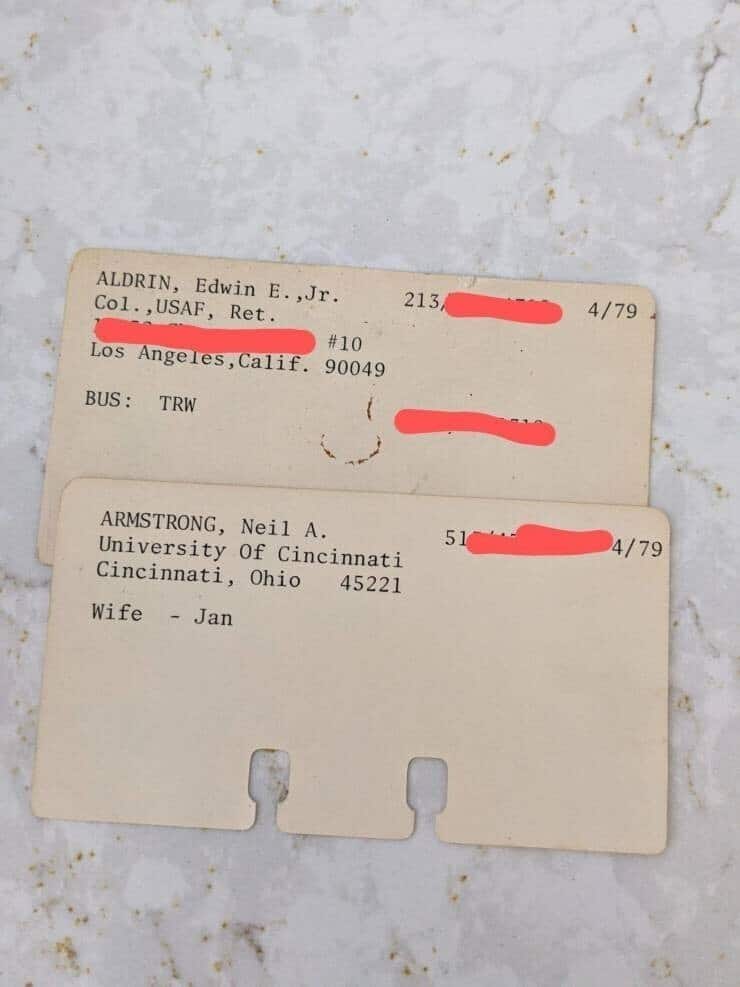 ALDRIN, Edwin E.,Jr. 213, 4/79
Col.,USAF, Ret.
#10
Los Angeles,Calif. 90049
BUS: TRW
ARMSTRONG, Neil A. 4/79
University Of Cincinnati
Cincinnati, Ohio 45221
Wife - Jan